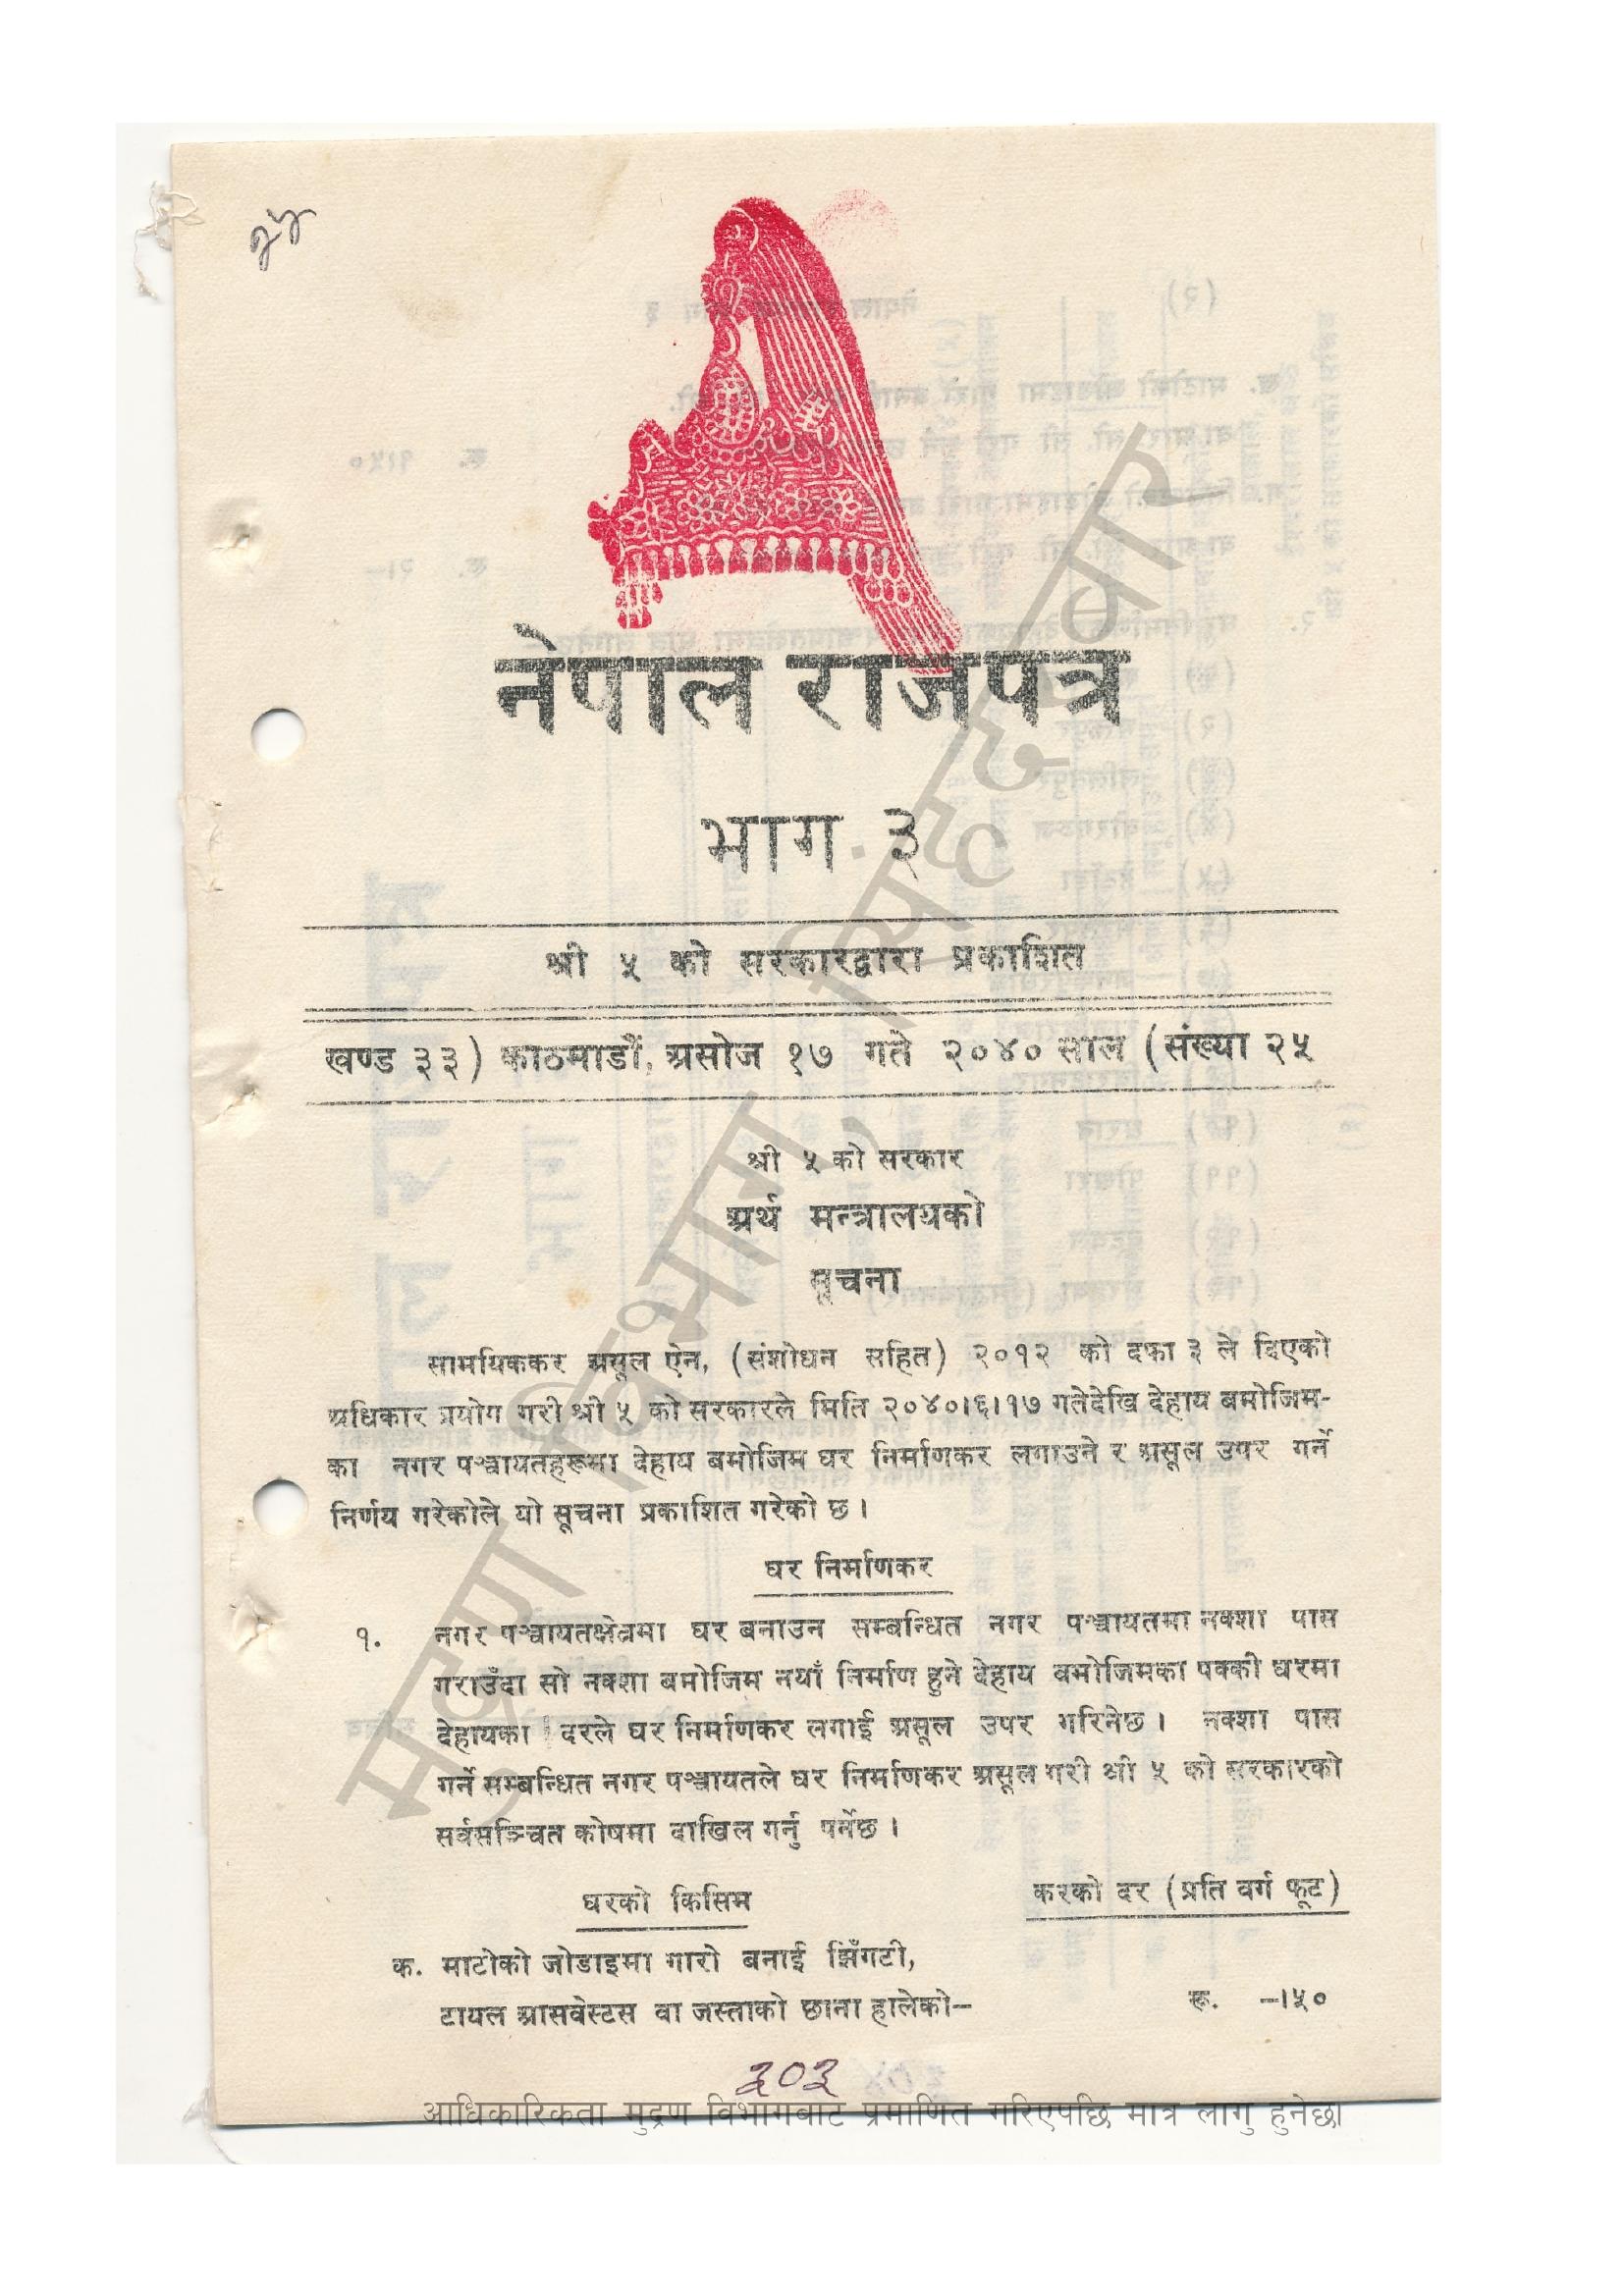 नेपाल राजपत्र
भाग ३
श्री ५ को सरकारद्वारा प्रकाशित
खण्ड ३३) काठमाडौं, असोज १७ गते २०४० साल (संख्या २५
श्री ५ को सरकार
अर्थ मन्त्रालयको
सूचना
सामयिककर असूल ऐन, (संशोधन सहित) २०१२ को दफा ३ ले दिएको
अधिकार प्रयोग गरी श्री ५ को सरकारले मिति २०४०।६।१७ गतेदेखि देहाय बमोजिम-
का नगर पञ्चायतहरूमा देहाय बमोजिम घर निर्माणकर लगाउने र असूल उपर गर्ने
निर्णय गरेकोले यो सूचना प्रकाशित गरेको छ ।
घर निर्माणकर
१. नगर पञ्चायतक्षेत्रमा घर बनाउन सम्बन्धित नगर पञ्चायतमा नक्शा पास
गराउँदा सो नक्शा बमोजिम नयाँ निर्माण हुने देहाय बमोजिमका पक्की घरमा
देहायका दरले घर निर्माणकर लगाई असूल उपर गरिनेछ । नक्शा पास
गर्ने सम्बन्धित नगर पञ्चायतले घर निर्माणकर असूल गरी श्री ५ को सरकारको
सर्वसञ्चित कोषमा दाखिल गर्नु पर्नेछ ।
घरको किसिम करको दर (प्रति वर्ग फूट)
क. माटोको जोडाइमा गारो बनाई झिँगटी,
टायल आसवेस्टस वा जस्ताको छाना हालेको– रू. –।५०
३०३
मुद्रण विभाग, सिंहदरवार
आधिकारिकता मुद्रण विभागबाट प्रमाणित गरिएपछि मात्र लागु हुनेछ।